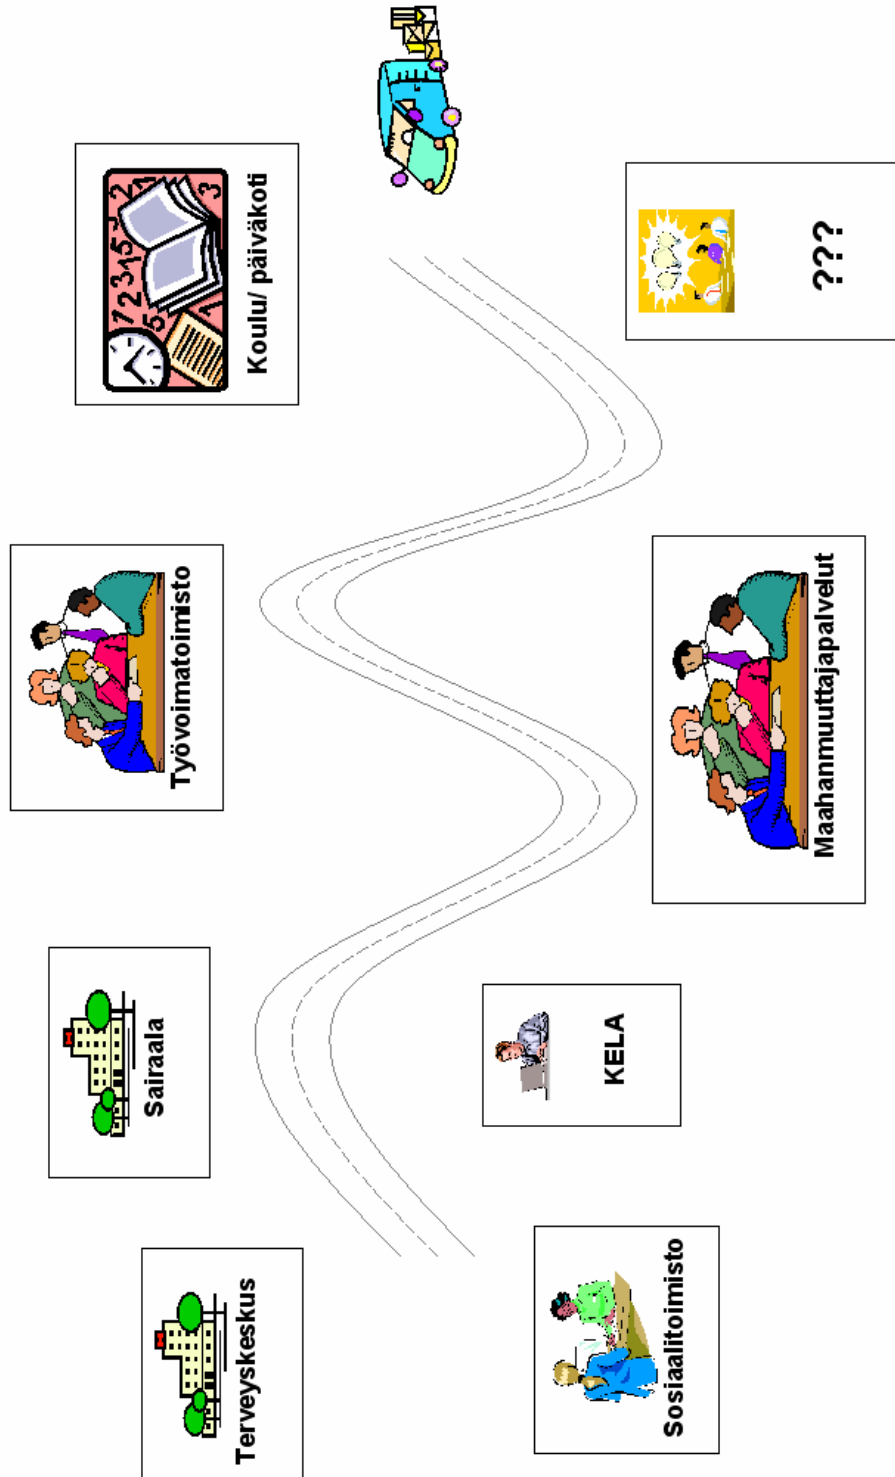 Terveyskeskus
Sairaala
Työvoimatoimisto
Koulu/ päiväkoti
Sosiaalitoimisto
KELA
Maahanmuuttajapalvelut
???